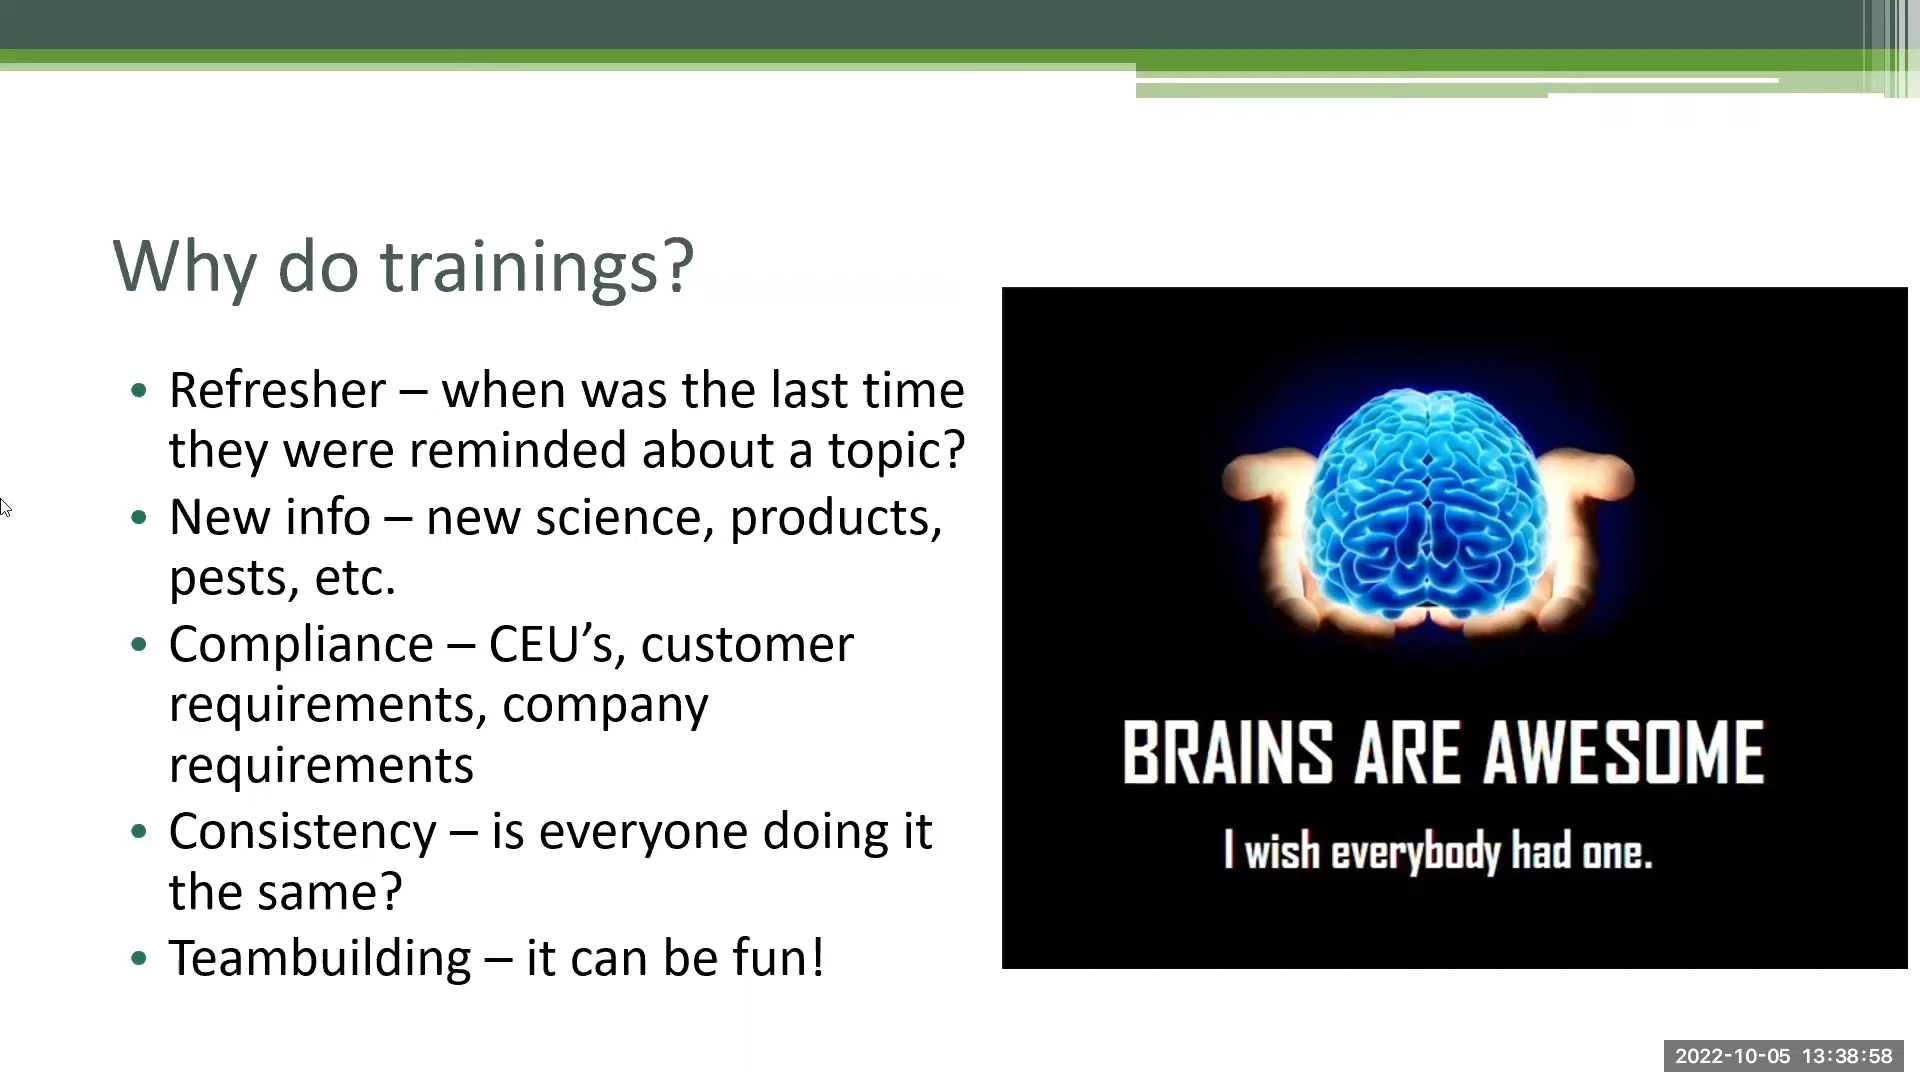 Why do trainings?
• Refresher – when was the last time
they were reminded about a topic?
• New info – new science, products,
pests, etc.
• Compliance – CEU’s, customer
requirements, company
requirements
• Consistency – is everyone doing it
the same?
• Teambuilding – it can be fun!
BRAINS ARE AWESOME
I wish everybody had one.
2022-10-05 13:38:58